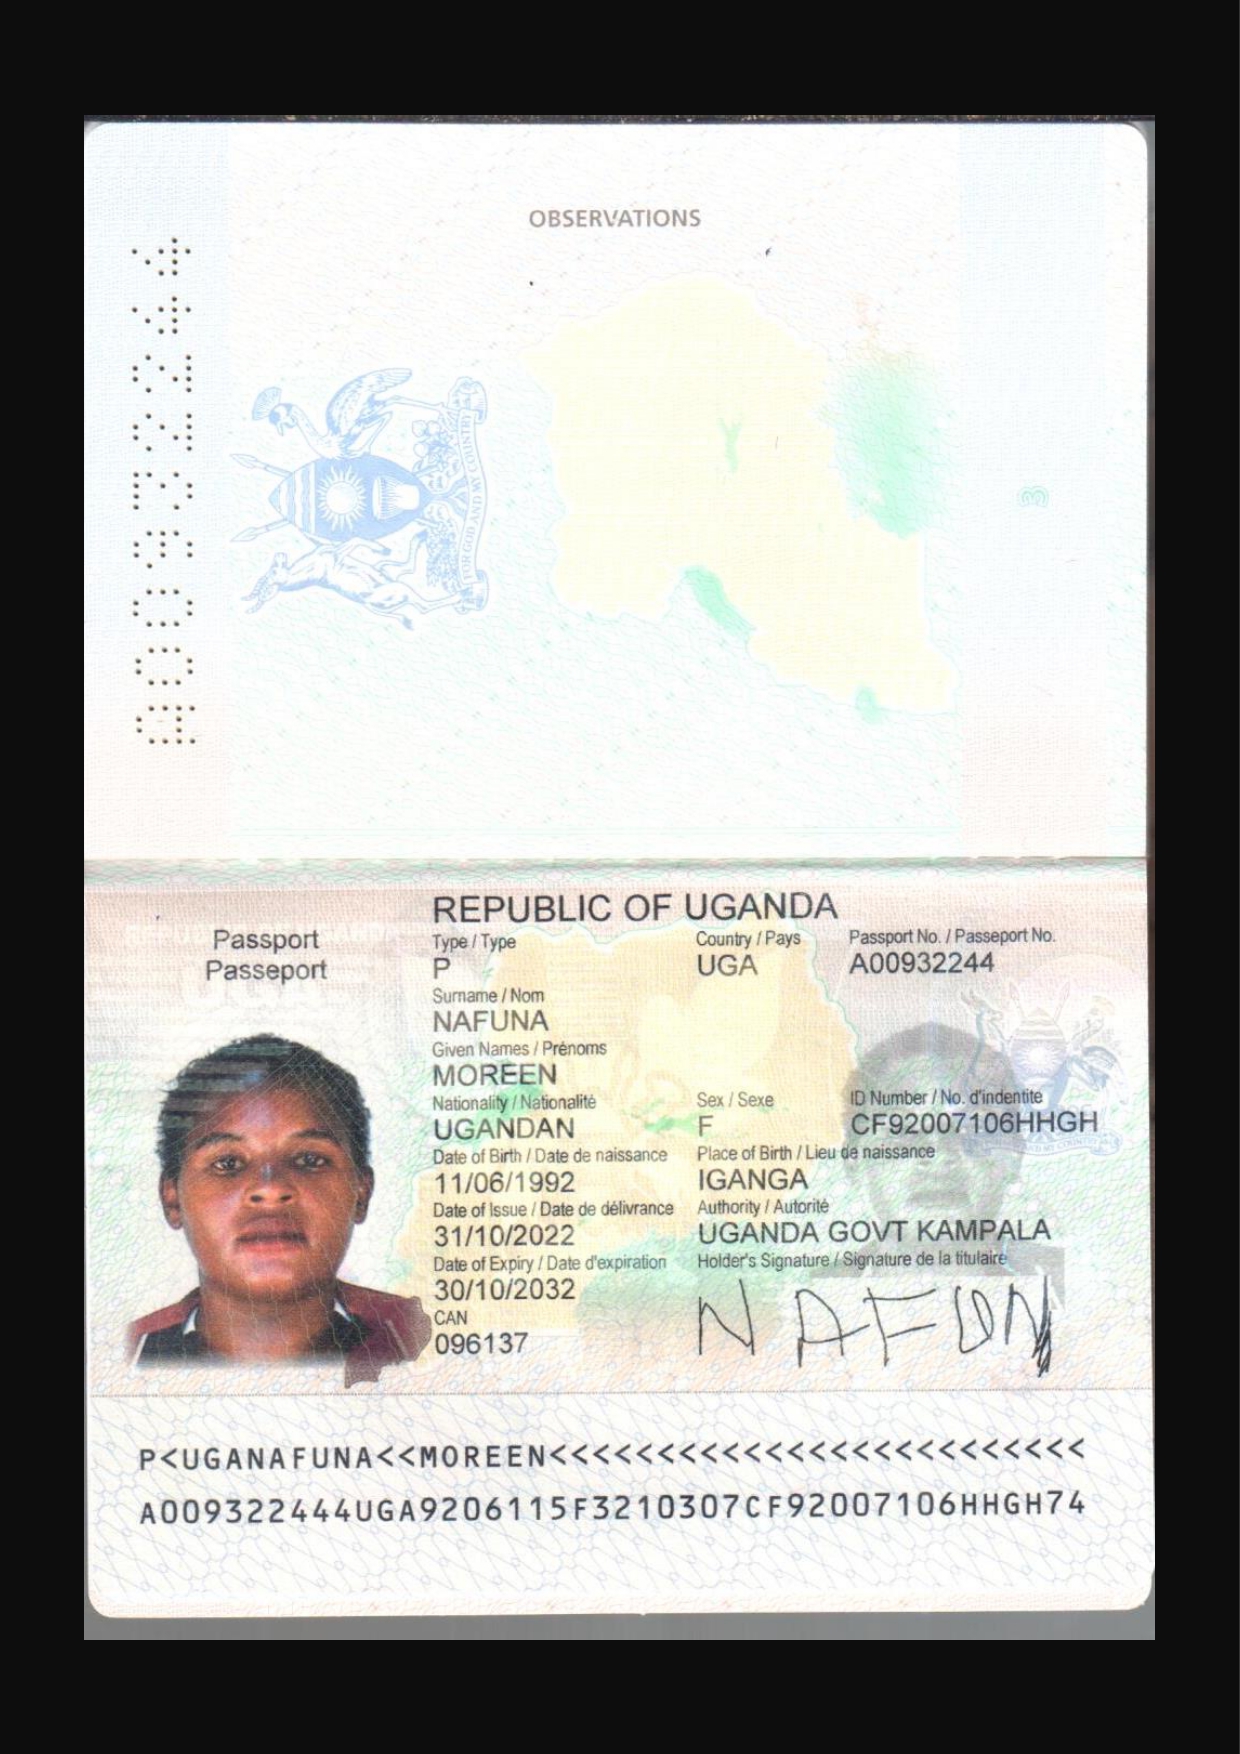 OBSERVATIONS
A00932244
FOR GOD AND MY COUNTRY
3
REPUBLIC OF UGANDA
Passport
Passeport
Type / Type
P
Country / Pays
UGA
Passport No. / Passeport No.
A00932244
Surname / Nom
NAFUNA
Given Names / Prénoms
MOREEN
Nationality / Nationalité
UGANDAN
Sex / Sexe
F
ID Number / No. d'indentite
CF92007106HHGH
Date of Birth / Date de naissance
11/06/1992
Place of Birth / Lieu de naissance
IGANGA
Date of Issue / Date de délivrance
31/10/2022
Authority / Autorité
UGANDA GOVT KAMPALA
Date of Expiry / Date d'expiration
30/10/2032
Holder's Signature / Signature de la titulaire
NAFUN
CAN
096137
P<UGANAFUNA<<MOREEN<<<<<<<<<<<<<<<<<<<<<<<<<
A009322444UGA9206115F3210307CF92007106HHGH74